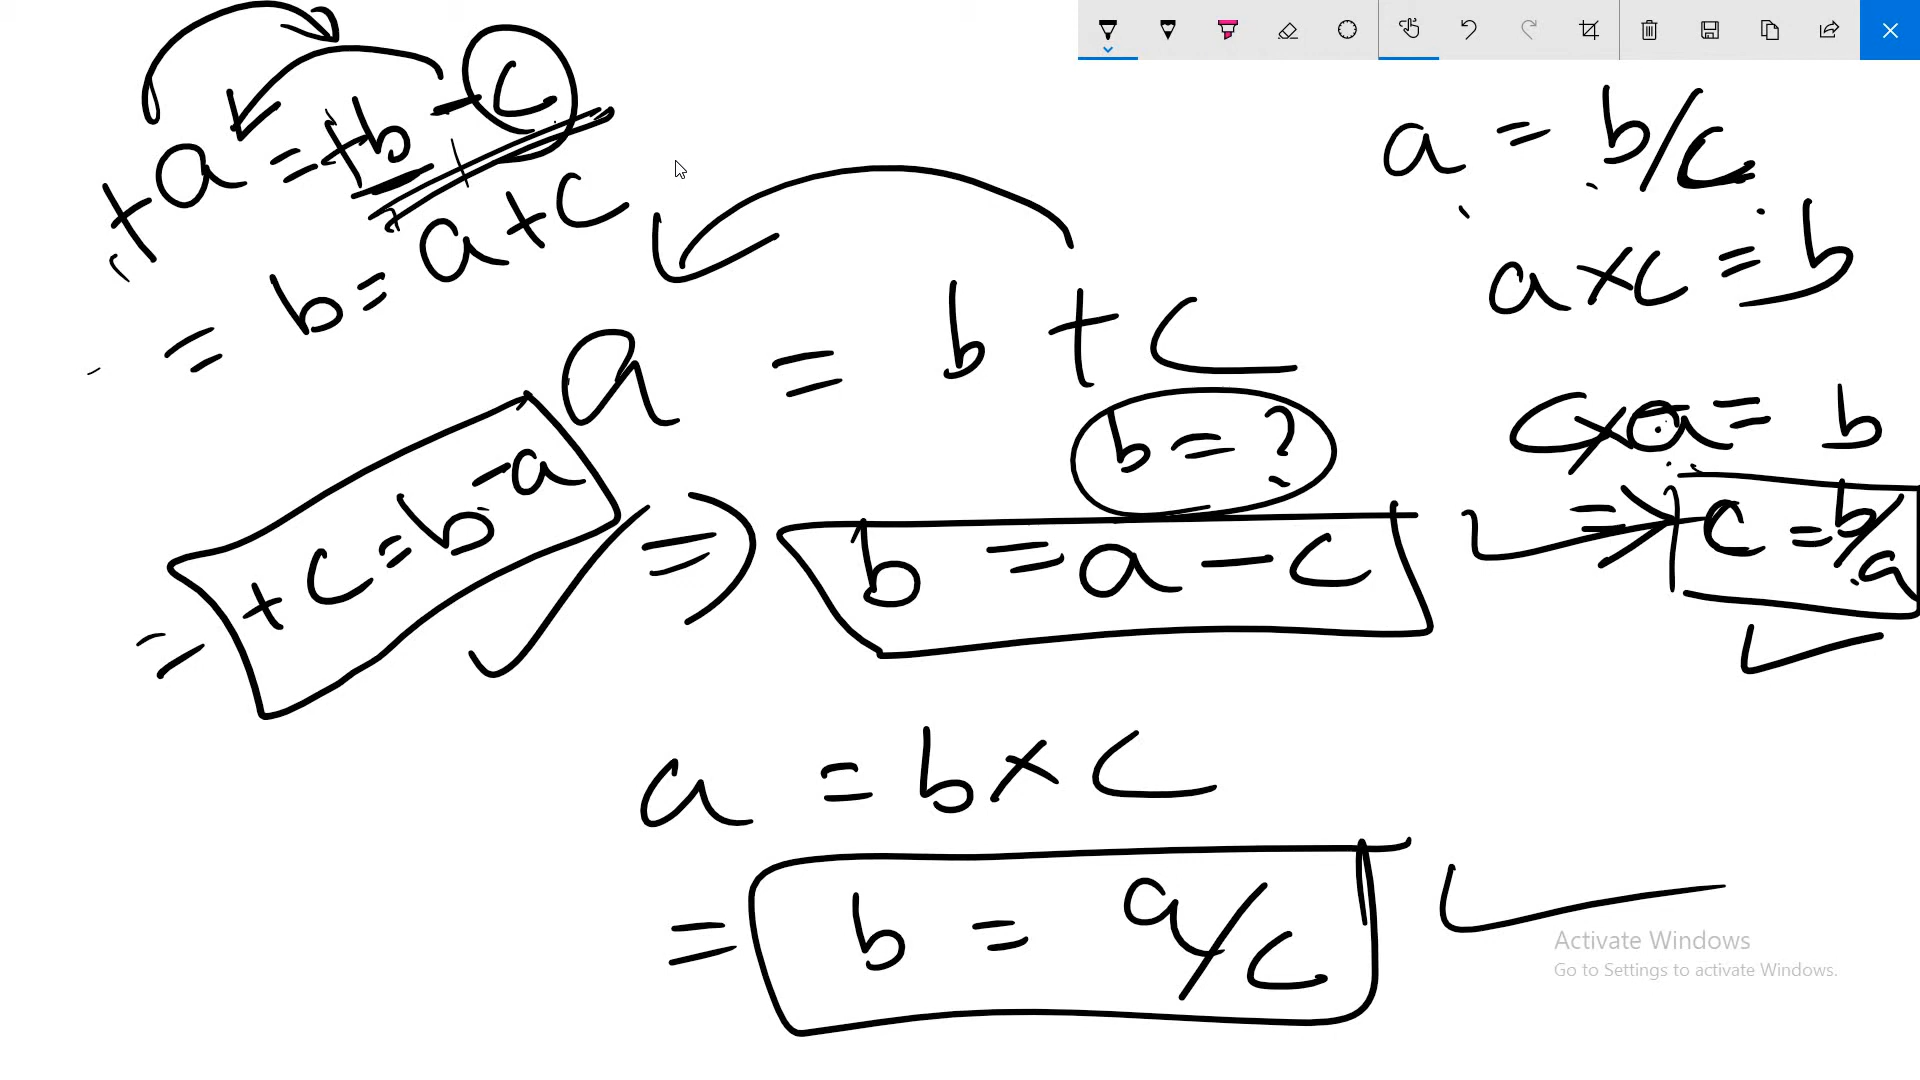 +a = +b - c
a = b/c
= b = a + c
a x c = b
a = b + c
b = ?
c x a = b
= + c = b - a
=> b = a - c
=> c = b/a
a = b x c
= b = a/c
Activate Windows
Go to Settings to activate Windows.